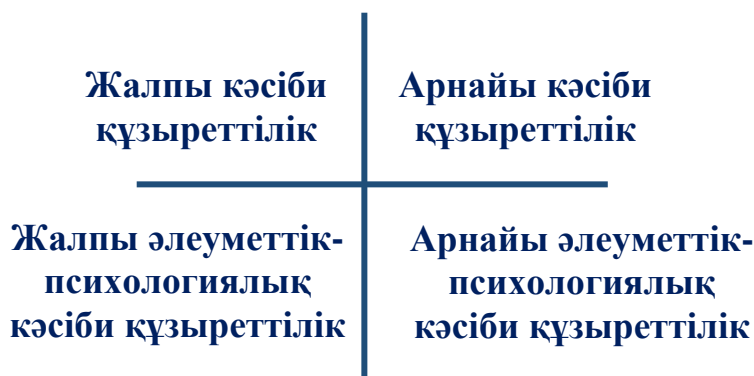 Жалпы кәсіби
құзыреттілік
Арнайы кәсіби
құзыреттілік
Жалпы әлеуметтік-
психологиялық
кәсіби құзыреттілік
Арнайы әлеуметтік-
психологиялық
кәсіби құзыреттілік